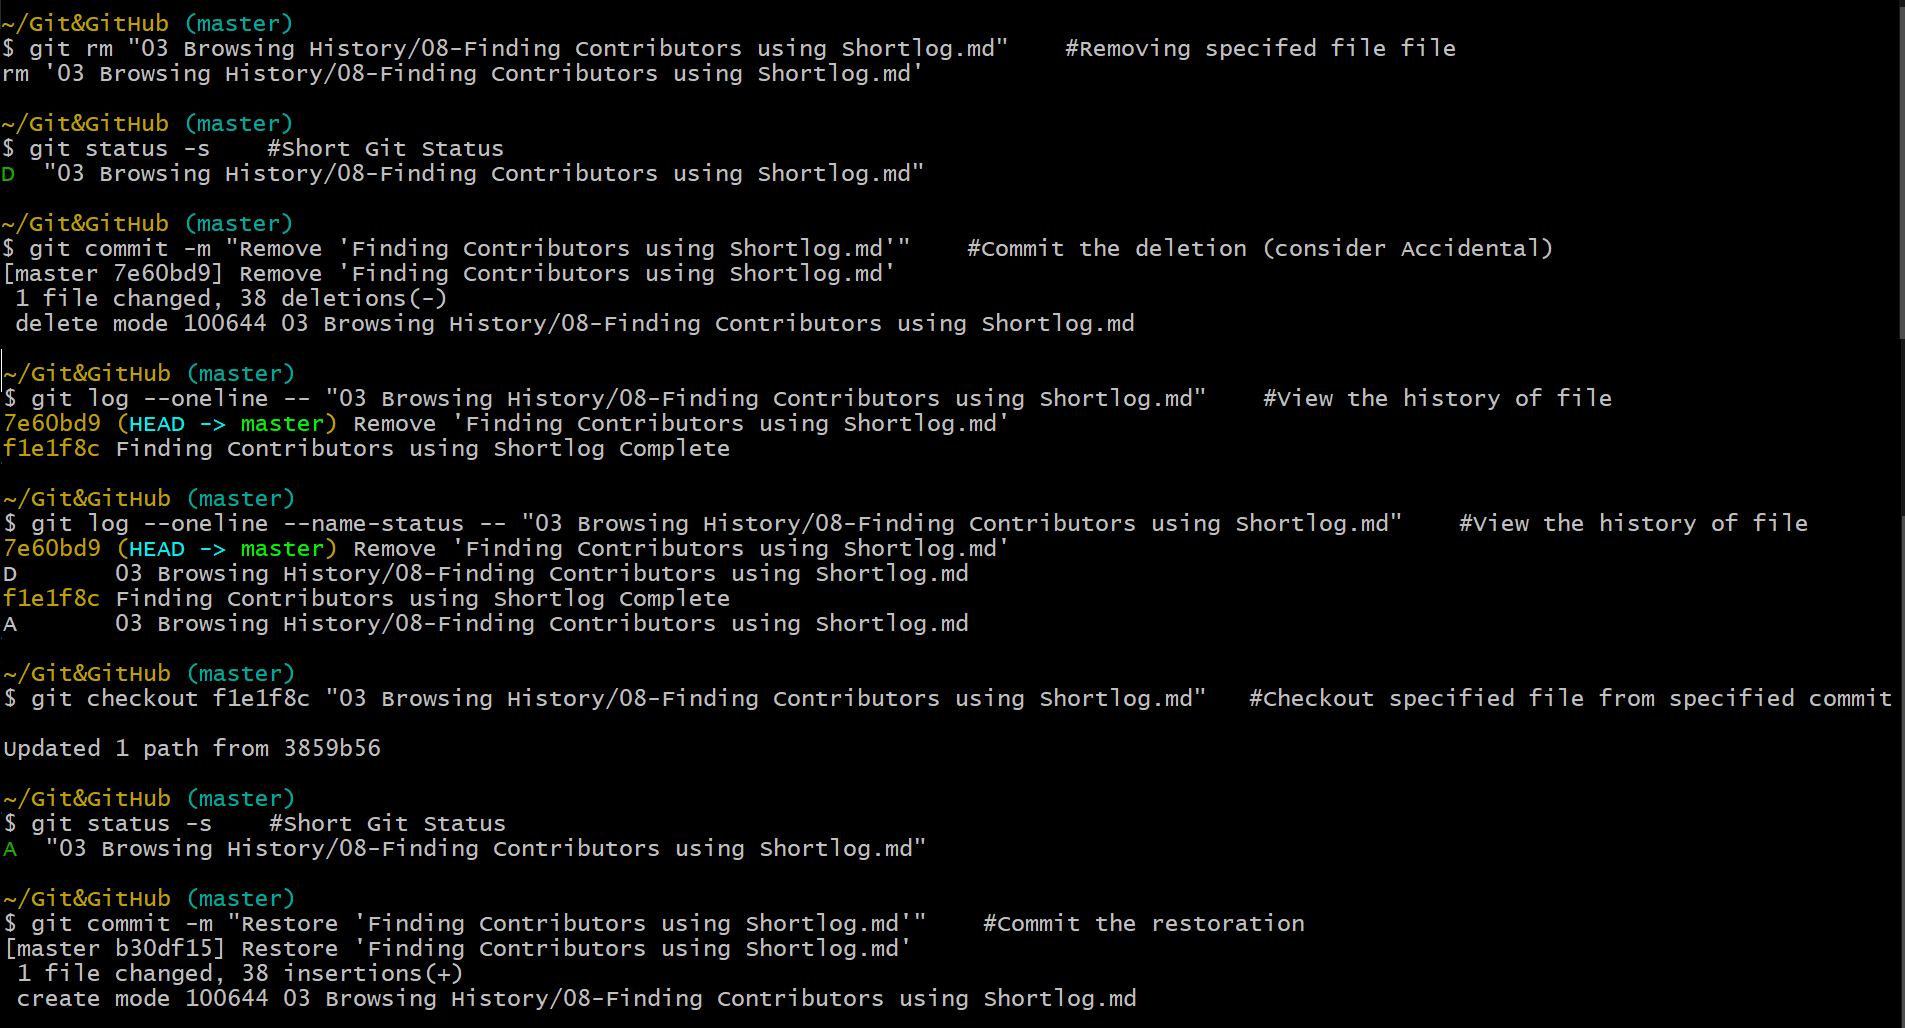 ~/Git&GitHub (master)
$ git rm "03 Browsing History/08-Finding Contributors using Shortlog.md"    #Removing specifed file file
rm '03 Browsing History/08-Finding Contributors using Shortlog.md'
~/Git&GitHub (master)
$ git status -s    #Short Git Status
D  "03 Browsing History/08-Finding Contributors using Shortlog.md"
~/Git&GitHub (master)
$ git commit -m "Remove 'Finding Contributors using Shortlog.md'"    #Commit the deletion (consider Accidental)
[master 7e60bd9] Remove 'Finding Contributors using Shortlog.md'
 1 file changed, 38 deletions(-)
 delete mode 100644 03 Browsing History/08-Finding Contributors using Shortlog.md
~/Git&GitHub (master)
$ git log --oneline -- "03 Browsing History/08-Finding Contributors using Shortlog.md"    #View the history of file
7e60bd9 (HEAD -> master) Remove 'Finding Contributors using Shortlog.md'
f1e1f8c Finding Contributors using Shortlog Complete
~/Git&GitHub (master)
$ git log --oneline --name-status -- "03 Browsing History/08-Finding Contributors using Shortlog.md"    #View the history of file
7e60bd9 (HEAD -> master) Remove 'Finding Contributors using Shortlog.md'
D       03 Browsing History/08-Finding Contributors using Shortlog.md
f1e1f8c Finding Contributors using Shortlog Complete
A       03 Browsing History/08-Finding Contributors using Shortlog.md
~/Git&GitHub (master)
$ git checkout f1e1f8c "03 Browsing History/08-Finding Contributors using Shortlog.md"   #Checkout specified file from specified commit
Updated 1 path from 3859b56
~/Git&GitHub (master)
$ git status -s    #Short Git Status
A  "03 Browsing History/08-Finding Contributors using Shortlog.md"
~/Git&GitHub (master)
$ git commit -m "Restore 'Finding Contributors using Shortlog.md'"    #Commit the restoration
[master b30df15] Restore 'Finding Contributors using Shortlog.md'
 1 file changed, 38 insertions(+)
 create mode 100644 03 Browsing History/08-Finding Contributors using Shortlog.md